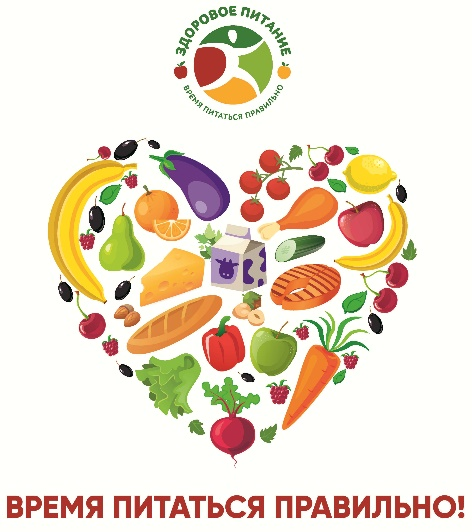 ЗДОРОВОЕ ПИТАНИЕ
ВРЕМЯ ПИТАТЬСЯ ПРАВИЛЬНО
ВРЕМЯ ПИТАТЬСЯ ПРАВИЛЬНО!